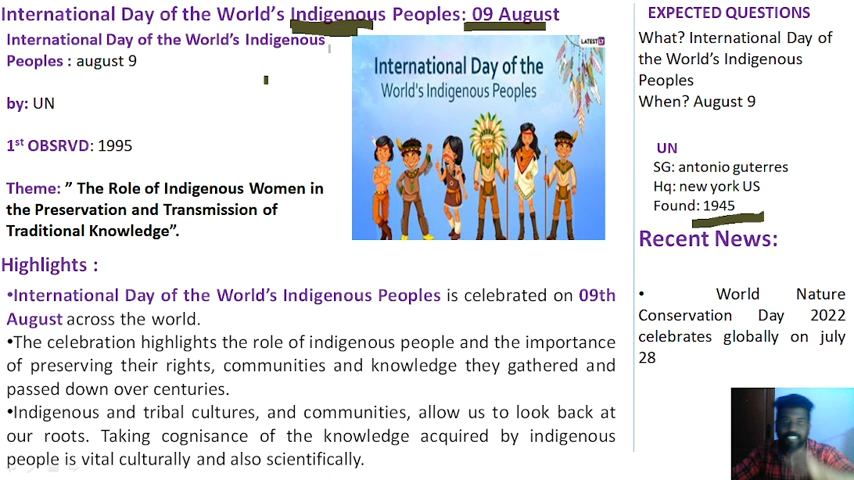 International Day of the World's Indigenous Peoples: 09 August
International Day of the World's Indigenous
Peoples : august 9
by: UN
1st OBSRVD: 1995
Theme: ” The Role of Indigenous Women in
the Preservation and Transmission of
Traditional Knowledge”.
LATESTLY
International Day of the
World's Indigenous Peoples
Highlights :
•International Day of the World's Indigenous Peoples is celebrated on 09th
August across the world.
•The celebration highlights the role of indigenous people and the importance
of preserving their rights, communities and knowledge they gathered and
passed down over centuries.
•Indigenous and tribal cultures, and communities, allow us to look back at
our roots. Taking cognisance of the knowledge acquired by indigenous
people is vital culturally and also scientifically.
EXPECTED QUESTIONS
What? International Day of
the World's Indigenous
Peoples
When? August 9
UN
SG: antonio guterres
Hq: new york US
Found: 1945
Recent News:
• World Nature
Conservation Day 2022
celebrates globally on july
28